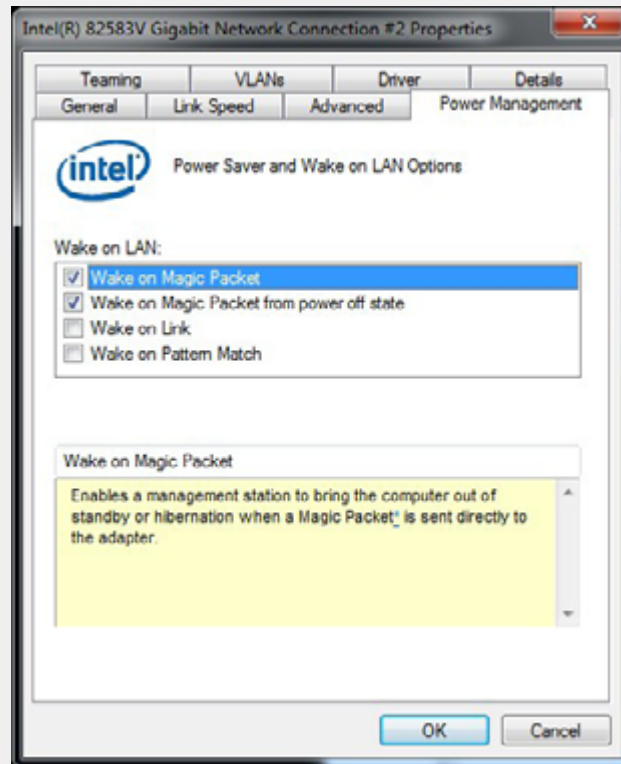 Intel(R) 82583V Gigabit Network Connection #2 Properties
Teaming VLANs Driver Details
General Link Speed Advanced Power Management
intel Power Saver and Wake on LAN Options
Wake on LAN:
Wake on Magic Packet
Wake on Magic Packet from power off state
Wake on Link
Wake on Pattern Match
Wake on Magic Packet
Enables a management station to bring the computer out of
standby or hibernation when a Magic Packet* is sent directly to
the adapter.
OK Cancel